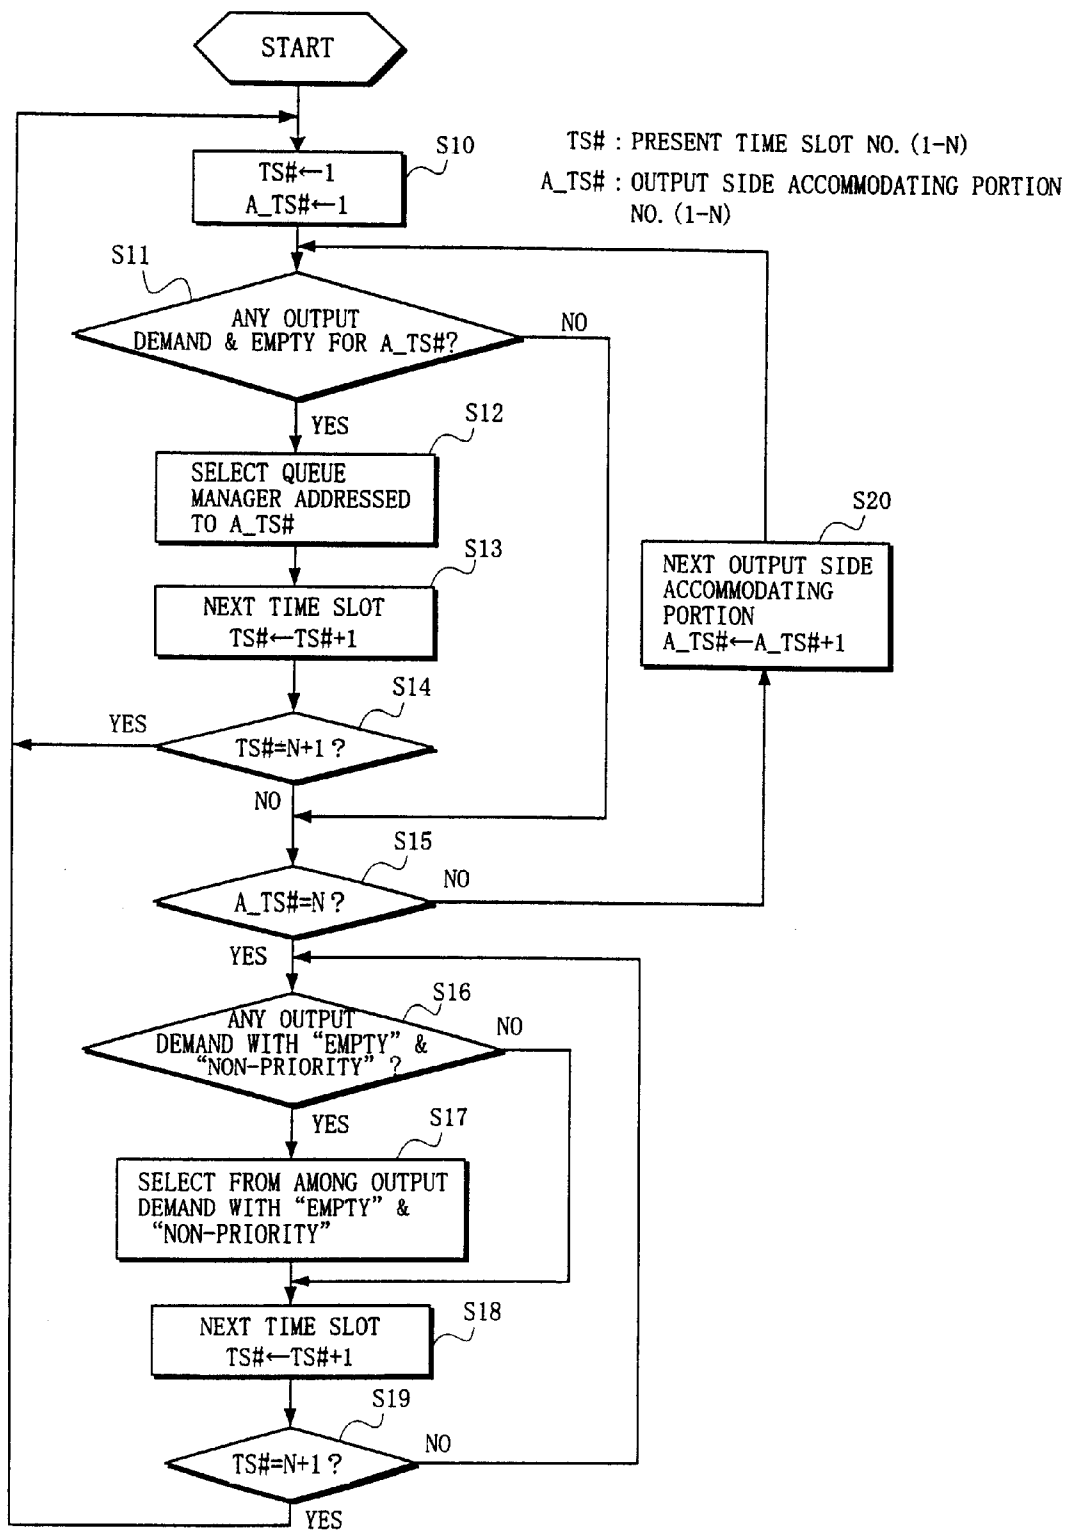 START
TS# : PRESENT TIME SLOT NO. (1-N)
A_TS# : OUTPUT SIDE ACCOMMODATING PORTION
NO. (1-N)
S10
TS#←1
A_TS#←1
S11
ANY OUTPUT
DEMAND & EMPTY FOR A_TS#?
NO
YES
S12
SELECT QUEUE
MANAGER ADDRESSED
TO A_TS#
S13
NEXT TIME SLOT
TS#←TS#+1
S20
NEXT OUTPUT SIDE
ACCOMMODATING
PORTION
A_TS#←A_TS#+1
S14
YES
TS#=N+1?
NO
S15
A_TS#=N?
NO
YES
S16
ANY OUTPUT
DEMAND WITH “EMPTY” &
“NON-PRIORITY” ?
NO
YES
S17
SELECT FROM AMONG OUTPUT
DEMAND WITH “EMPTY” &
“NON-PRIORITY”
S18
NEXT TIME SLOT
TS#←TS#+1
S19
TS#=N+1?
NO
YES